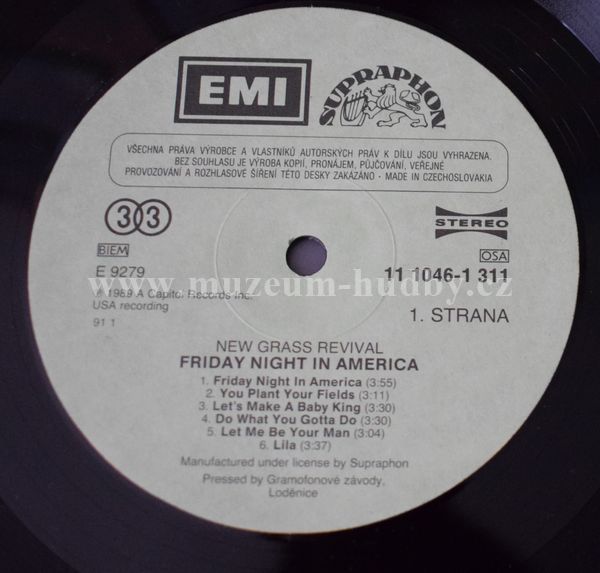 EMI
SUPRAPHON
VŠECHNA PRÁVA VÝROBCE A VLASTNÍKŮ AUTORSKÝCH PRÁV K DÍLU JSOU VYHRAZENA.
BEZ SOUHLASU JE VÝROBA KOPIÍ, PRONÁJEM, PŮJČOVÁNÍ, VEŘEJNÉ
PROVOZOVÁNÍ A ROZHLASOVÉ ŠÍŘENÍ TÉTO DESKY ZAKÁZÁNO • MADE IN CZECHOSLOVAKIA
33
STEREO
BIEM
OSA
E 9279
11 1046-1 311
www.muzeum-hudby.cz
℗ 1989 A Capitol Records Inc.
USA recording
1. STRANA
91 1
NEW GRASS REVIVAL
FRIDAY NIGHT IN AMERICA
1. Friday Night In America (3:55)
2. You Plant Your Fields (3:11)
3. Let's Make A Baby King (3:30)
4. Do What You Gotta Do (3:30)
5. Let Me Be Your Man (3:04)
6. Lila (3:37)
Manufactured under license by Supraphon
Pressed by Gramofonové závody,
Loděnice